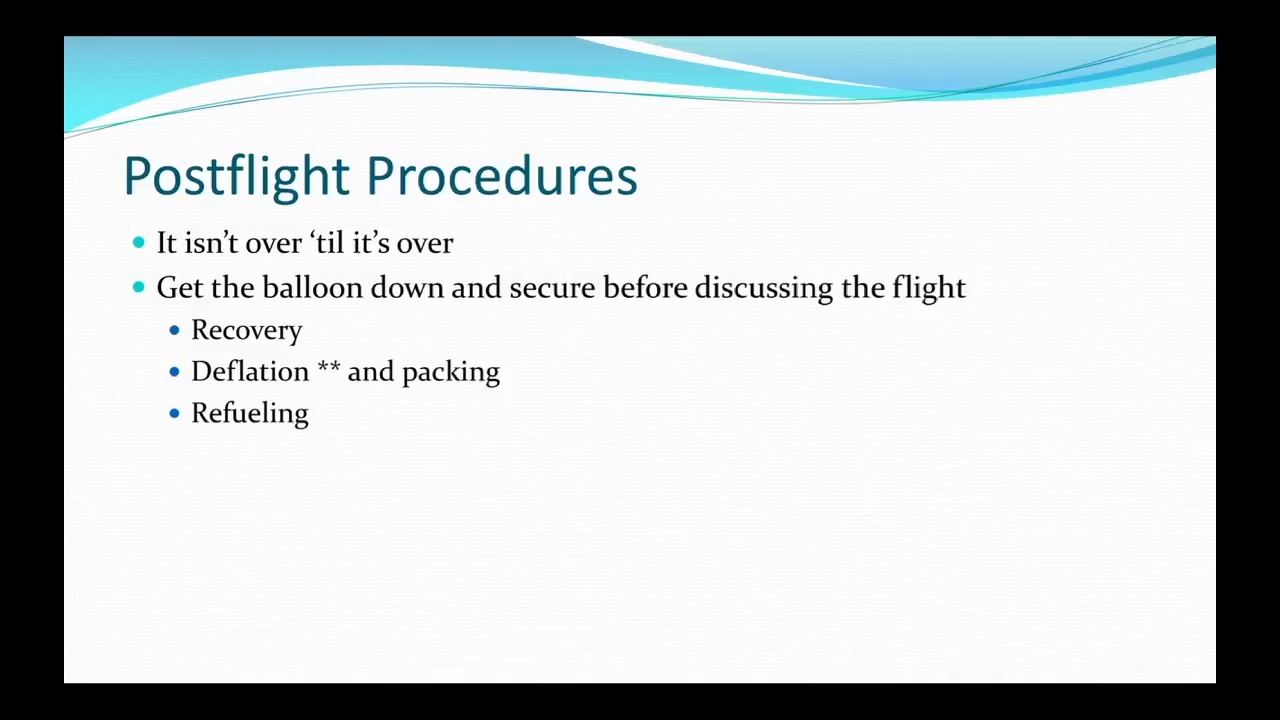 Postflight Procedures
It isn’t over ‘til it’s over
Get the balloon down and secure before discussing the flight
Recovery
Deflation ** and packing
Refueling